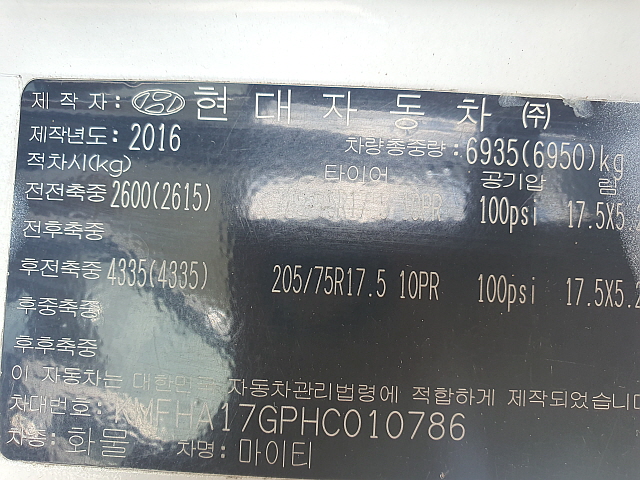 제 작 자: 현 대 자 동 차 ㈜
제작년도: 2016 차량총중량: 6935(6950)kg
적차시(kg) 타이어 공기압 림
전전축중 2600(2615) 10PR 100psi 17.5X5.2
전후축중
후전축중 4335(4335) 205/75R17.5 10PR 100psi 17.5X5.2
후중축중
후후축중
이 자동차는 대한민국 자동차관리법령에 적합하게 제작되었습
차대번호: KMFHA17GPHC010786
차종: 화물 차명: 마이티